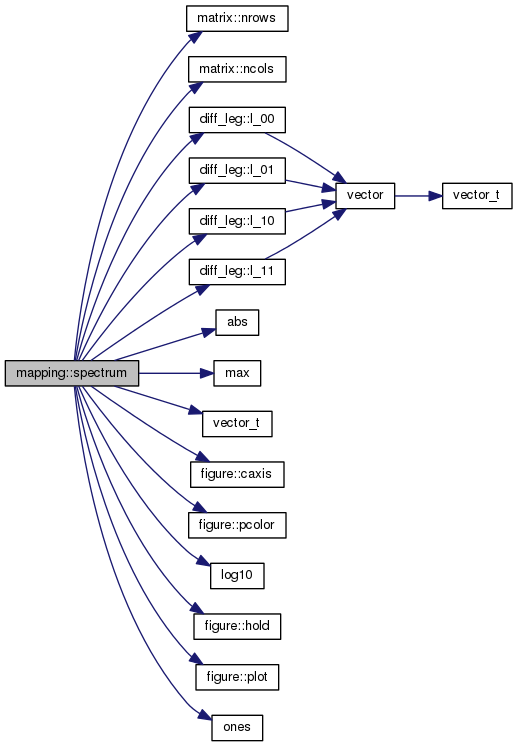 matrix::nrows
matrix::ncols
diff_leg::l_00
diff_leg::l_01
vector
vector_t
diff_leg::l_10
diff_leg::l_11
abs
mapping::spectrum
max
vector_t
figure::caxis
figure::pcolor
log10
figure::hold
figure::plot
ones